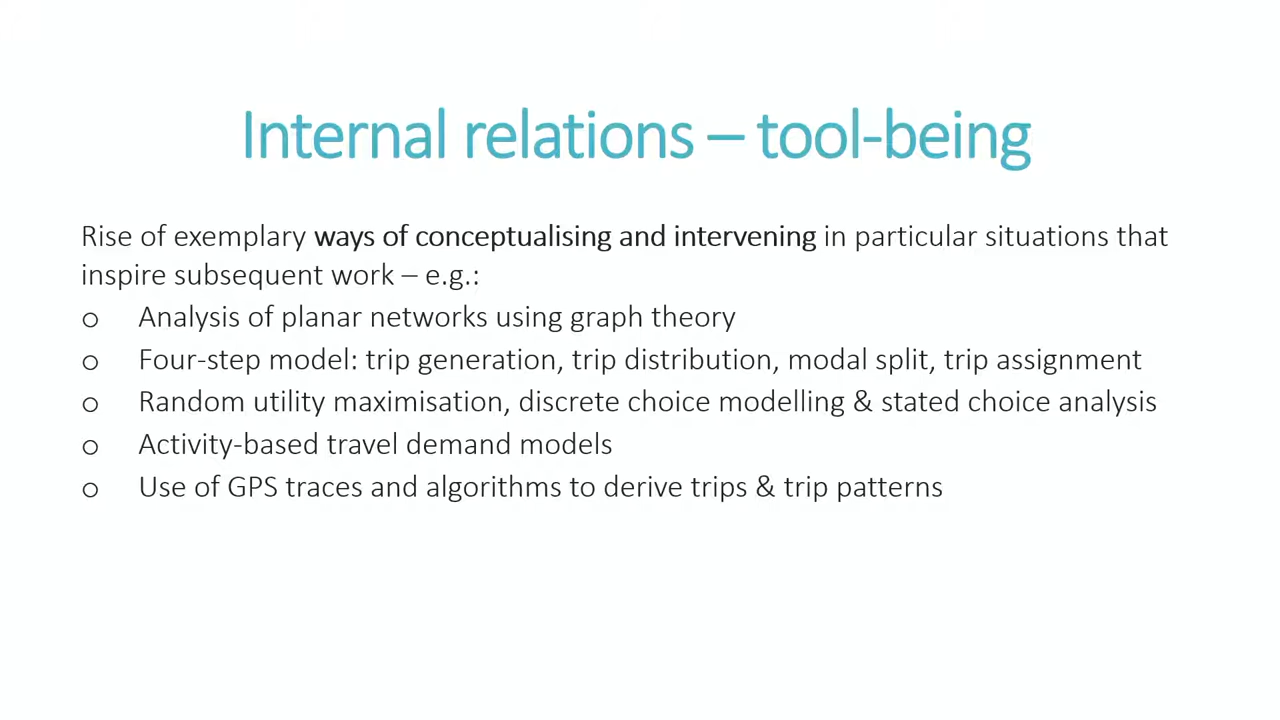 Internal relations – tool-being
Rise of exemplary ways of conceptualising and intervening in particular situations that
inspire subsequent work – e.g.:
o Analysis of planar networks using graph theory
o Four-step model: trip generation, trip distribution, modal split, trip assignment
o Random utility maximisation, discrete choice modelling & stated choice analysis
o Activity-based travel demand models
o Use of GPS traces and algorithms to derive trips & trip patterns